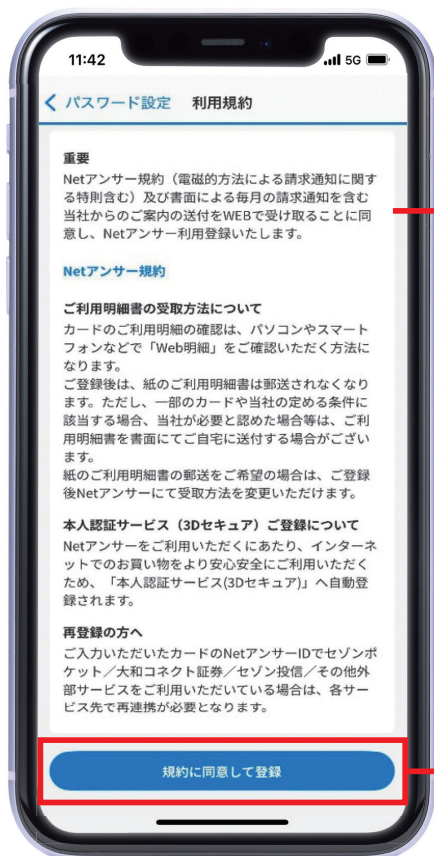 11:42
5G
パスワード設定 利用規約
重要
Netアンサー規約（電磁的方法による請求通知に関す
る特則含む）及び書面による毎月の請求通知を含む
当社からのご案内の送付をWEBで受け取ることに同
意し、Netアンサー利用登録いたします。
Netアンサー規約
ご利用明細書の受取方法について
カードのご利用明細の確認は、パソコンやスマート
フォンなどで「Web明細」をご確認いただく方法に
なります。
ご登録後は、紙のご利用明細書は郵送されなくなり
ます。ただし、一部のカードや当社の定める条件に
該当する場合、当社が必要と認めた場合等は、ご利
用明細書を書面にてご自宅に送付する場合がござい
ます。
紙のご利用明細書の郵送をご希望の場合は、ご登録
後Netアンサーにて受取方法を変更いただけます。
本人認証サービス（3Dセキュア）ご登録について
Netアンサーをご利用いただくにあたり、インターネ
ットでのお買い物をより安心安全にご利用いただく
ため、「本人認証サービス(3Dセキュア)」へ自動登
録されます。
再登録の方へ
ご入力いただいたカードのNetアンサーIDでセゾンポ
ケット／大和コネクト証券／セゾン投信／その他外
部サービスをご利用いただいている場合は、各サー
ビス先で再連携が必要となります。
規約に同意して登録